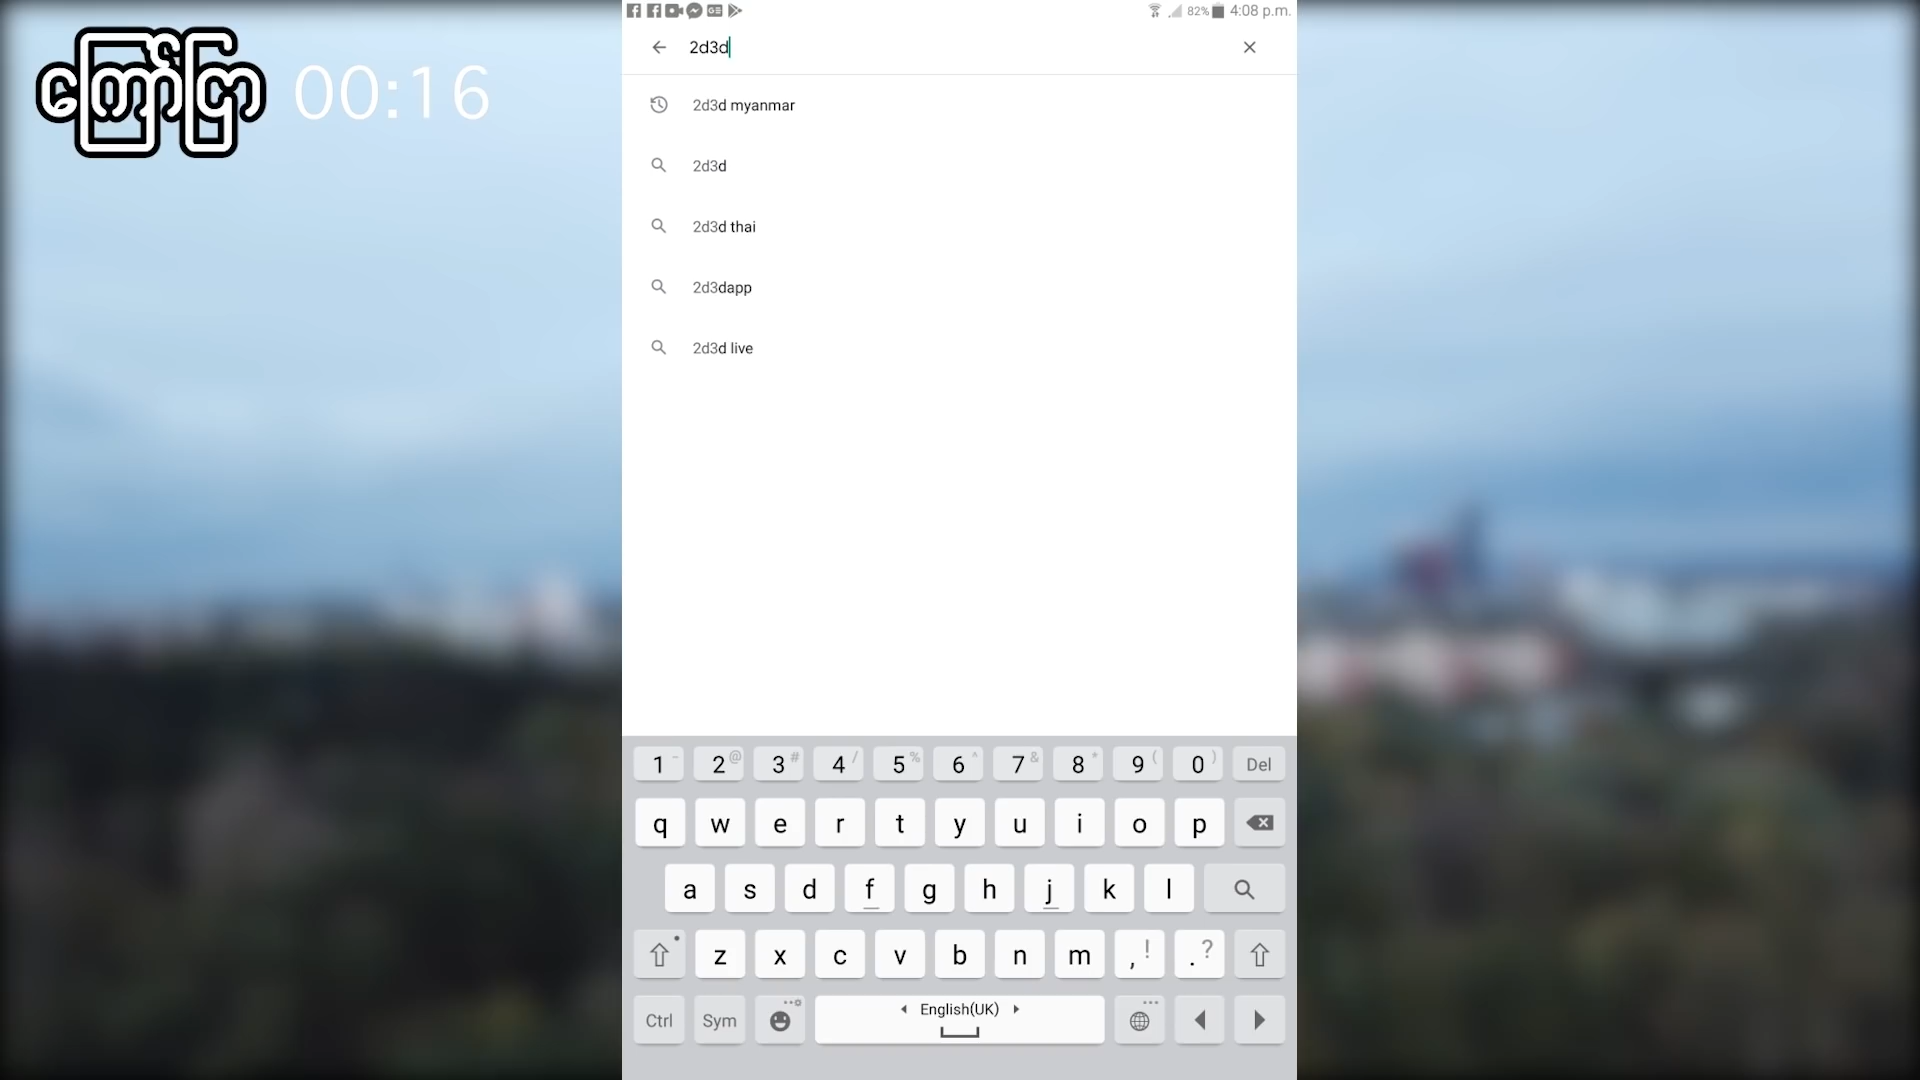 ကြော်ငြာ 00:16
82% 4:08 p.m.
2d3d
2d3d myanmar
2d3d
2d3d thai
2d3dapp
2d3d live
1 - 2 @ 3 # 4 / 5 % 6 ^ 7 & 8 * 9 ( 0 ) Del
q w e r t y u i o p
a s d f g h j k l
z x c v b n m , ! . ?
Ctrl Sym English(UK)